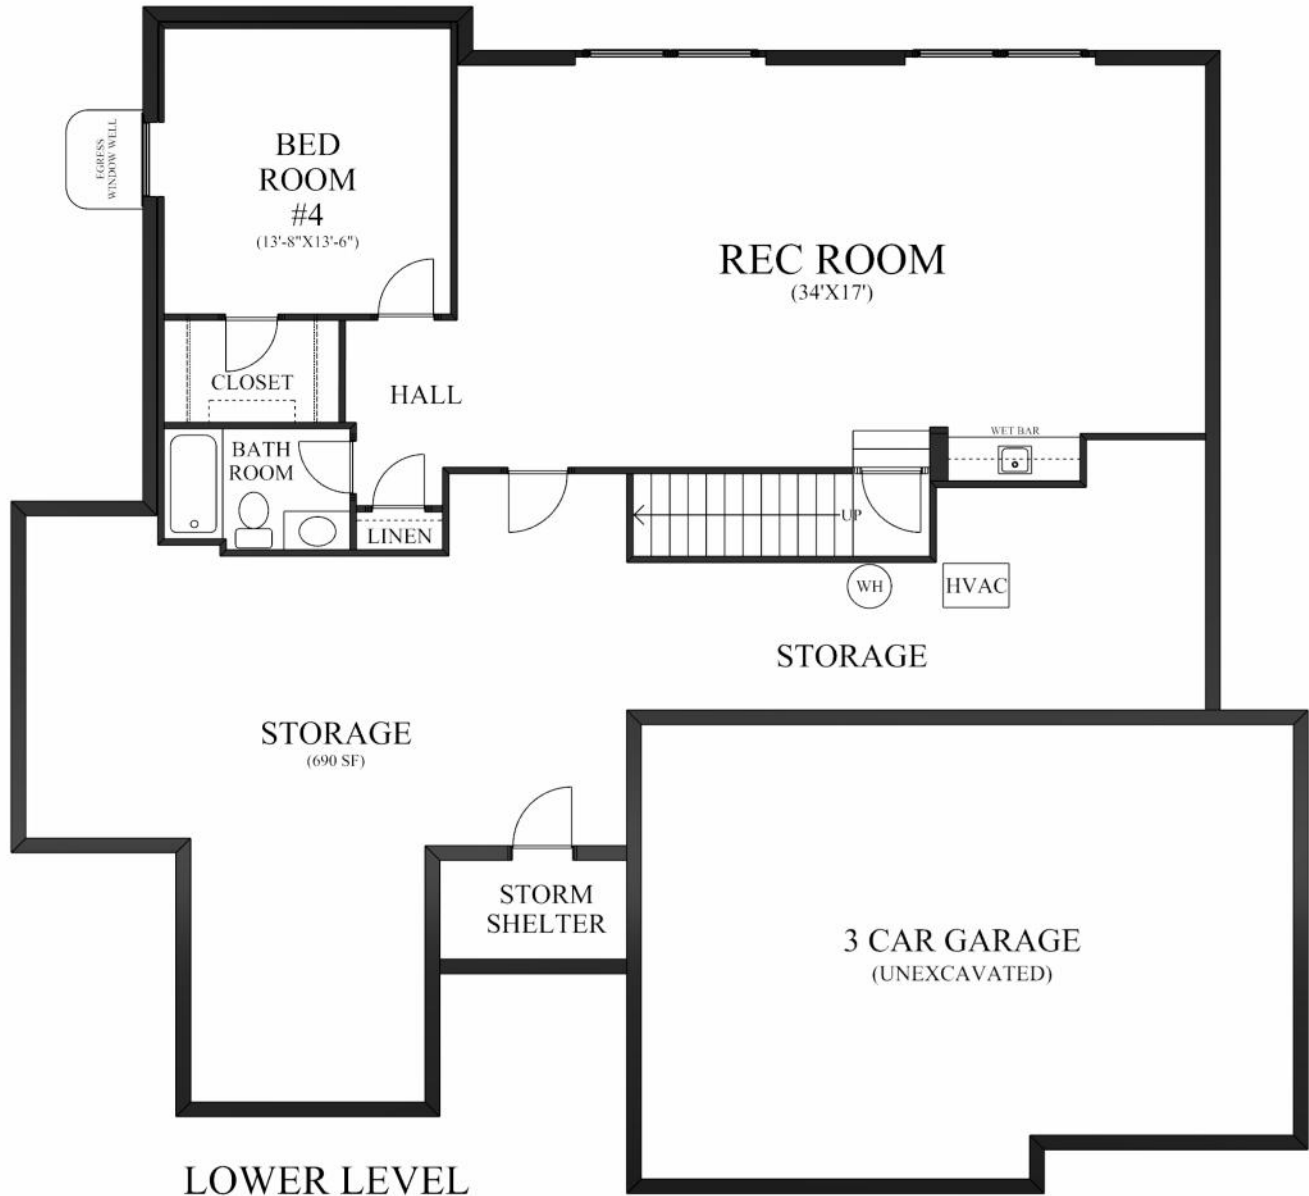 EGRESS
WINDOW WELL
BED
ROOM
#4
(13'-8"X13'-6")
REC ROOM
(34'X17')
CLOSET
HALL
BATH
ROOM
WET BAR
LINEN
UP
WH
HVAC
STORAGE
STORAGE
(690 SF)
STORM
SHELTER
3 CAR GARAGE
(UNEXCAVATED)
LOWER LEVEL